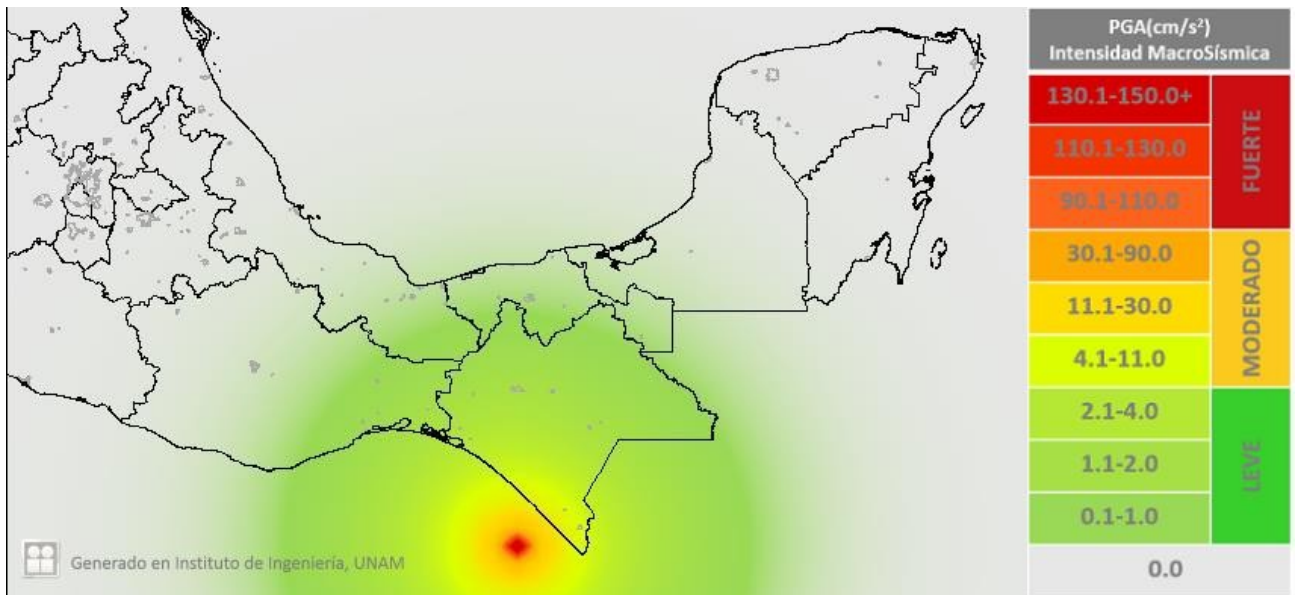 PGA(cm/s²)
Intensidad MacroSísmica
130.1-150.0+
110.1-130.0
90.1-110.0
FUERTE
30.1-90.0
11.1-30.0
4.1-11.0
MODERADO
2.1-4.0
1.1-2.0
0.1-1.0
LEVE
0.0
Generado en Instituto de Ingeniería, UNAM